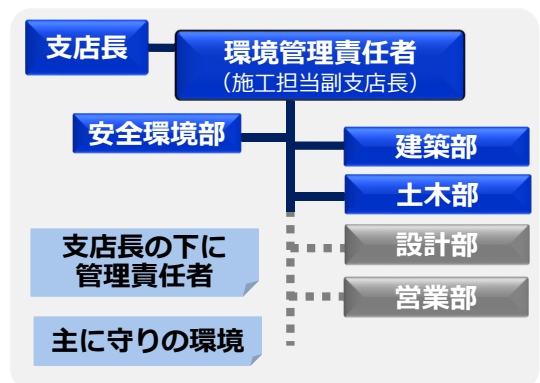 支店長
環境管理責任者
（施工担当副支店長）
安全環境部
建築部
土木部
設計部
営業部
支店長の下に
管理責任者
主に守りの環境